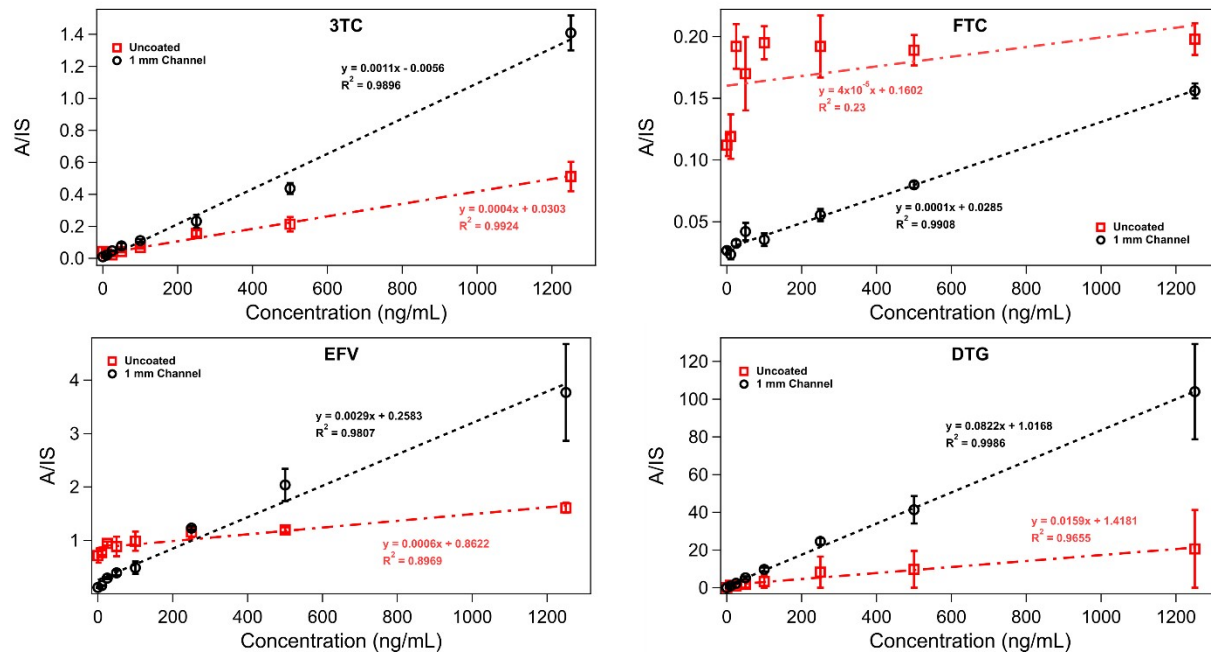 3TC
Uncoated
1 mm Channel
y = 0.0011x - 0.0056
R² = 0.9896
y = 0.0004x + 0.0303
R² = 0.9924
A/IS
1.4
1.2
1.0
0.8
0.6
0.4
0.2
0.0
0 200 400 600 800 1000 1200
Concentration (ng/mL)
FTC
y = 4x10⁻⁵x + 0.1602
R² = 0.23
y = 0.0001x + 0.0285
R² = 0.9908
Uncoated
1 mm Channel
A/IS
0.20
0.15
0.10
0.05
0 200 400 600 800 1000 1200
Concentration (ng/mL)
EFV
Uncoated
1 mm Channel
y = 0.0029x + 0.2583
R² = 0.9807
y = 0.0006x + 0.8622
R² = 0.8969
A/IS
4
3
2
1
0 200 400 600 800 1000 1200
Concentration (ng/mL)
DTG
Uncoated
1 mm Channel
y = 0.0822x + 1.0168
R² = 0.9986
y = 0.0159x + 1.4181
R² = 0.9655
A/IS
120
100
80
60
40
20
0
0 200 400 600 800 1000 1200
Concentration (ng/mL)